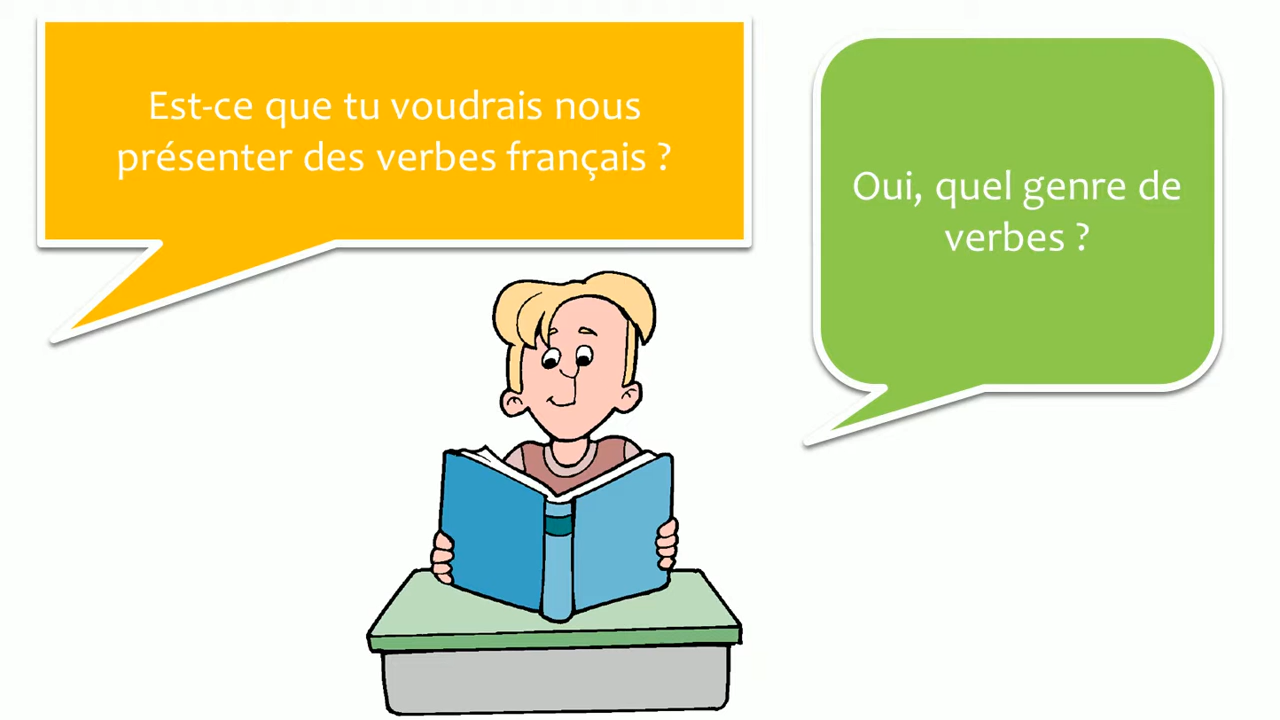 Est-ce que tu voudrais nous
présenter des verbes français ?
Oui, quel genre de
verbes ?